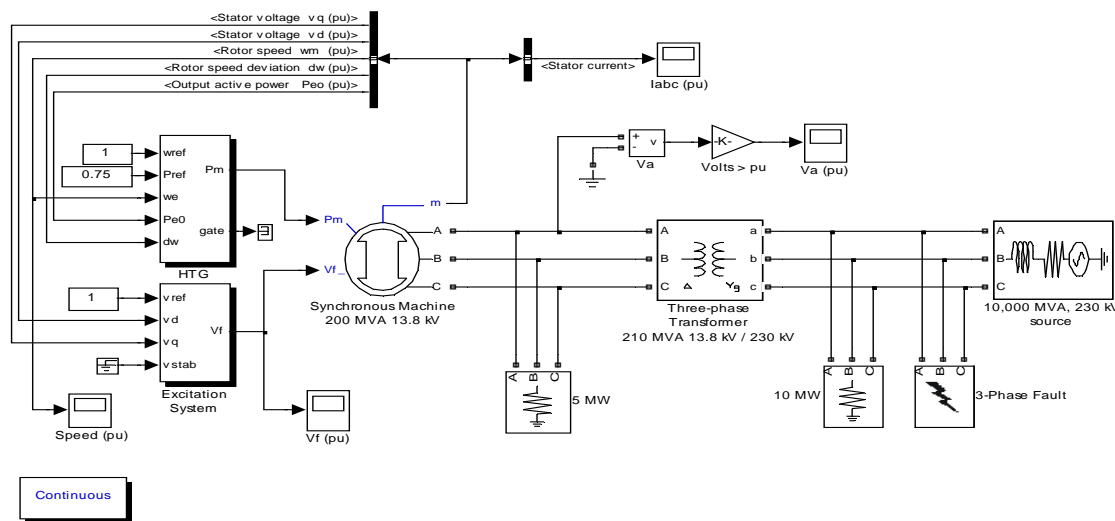 <Stator voltage vq (pu)>
<Stator voltage vd (pu)>
<Rotor speed wm (pu)>
<Rotor speed deviation dw (pu)>
<Output active power Peo (pu)>
<Stator current>
Iabc (pu)
+
-
v
Va
-K-
Volts > pu
Va (pu)
1
0.75
wref
Pref
we
Pe0
dw
Pm
gate
HTG
1
vref
vd
vq
vstab
Vf
Excitation
System
Pm
Vf_
m
A
B
C
Synchronous Machine
200 MVA 13.8 kV
A
B
C
a
b
c
Δ
Yg
Three-phase
Transformer
210 MVA 13.8 kV / 230 kV
A
B
C
10,000 MVA, 230 kV
source
A
B
C
5 MW
A
B
C
10 MW
A
B
C
3-Phase Fault
Speed (pu)
Vf (pu)
Continuous